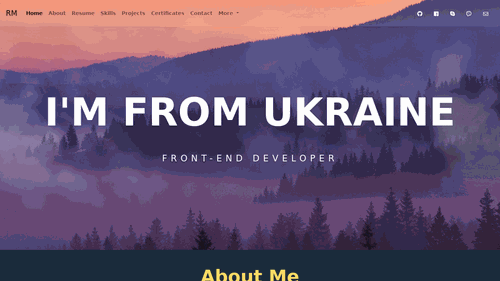 RM Home About Resume Skills Projects Certificates Contact More
I'M FROM UKRAINE
FRONT-END DEVELOPER
About Me